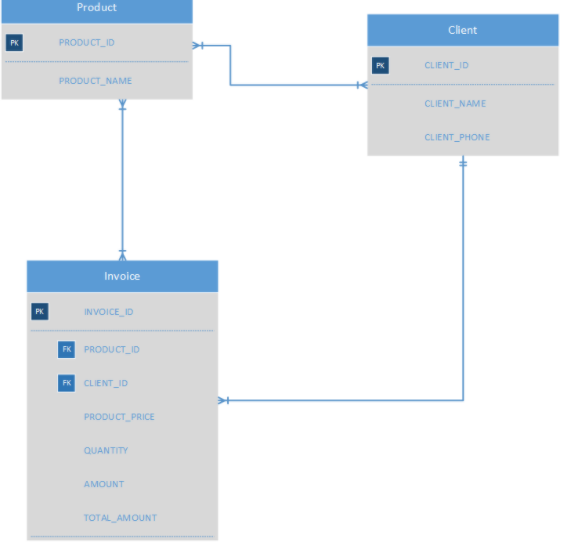 Product
PK PRODUCT_ID
PRODUCT_NAME
Client
PK CLIENT_ID
CLIENT_NAME
CLIENT_PHONE
Invoice
PK INVOICE_ID
FK PRODUCT_ID
FK CLIENT_ID
PRODUCT_PRICE
QUANTITY
AMOUNT
TOTAL_AMOUNT